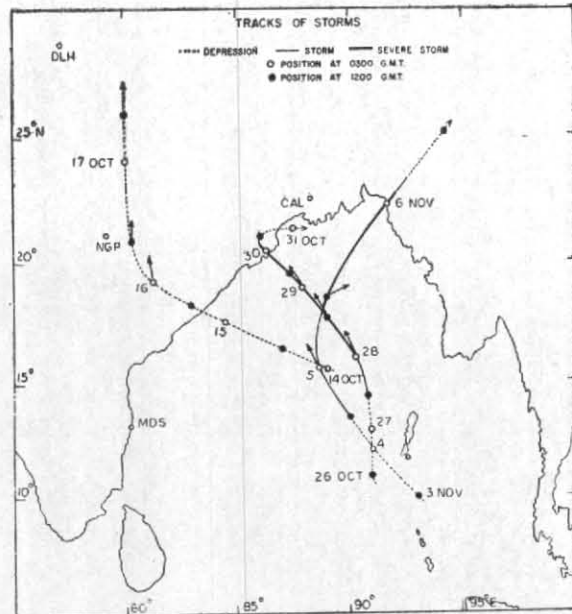 TRACKS OF STORMS
DEPRESSION STORM SEVERE STORM
POSITION AT 0300 G.M.T.
POSITION AT 1200 G.M.T.
DLH
25°N
17 OCT
CAL
6 NOV
NGP
31 OCT
20°
30
16
29
15
28
15°
5
14 OCT
MDS
27
4
10°
26 OCT
3 NOV
80°
85°
90°
95°E